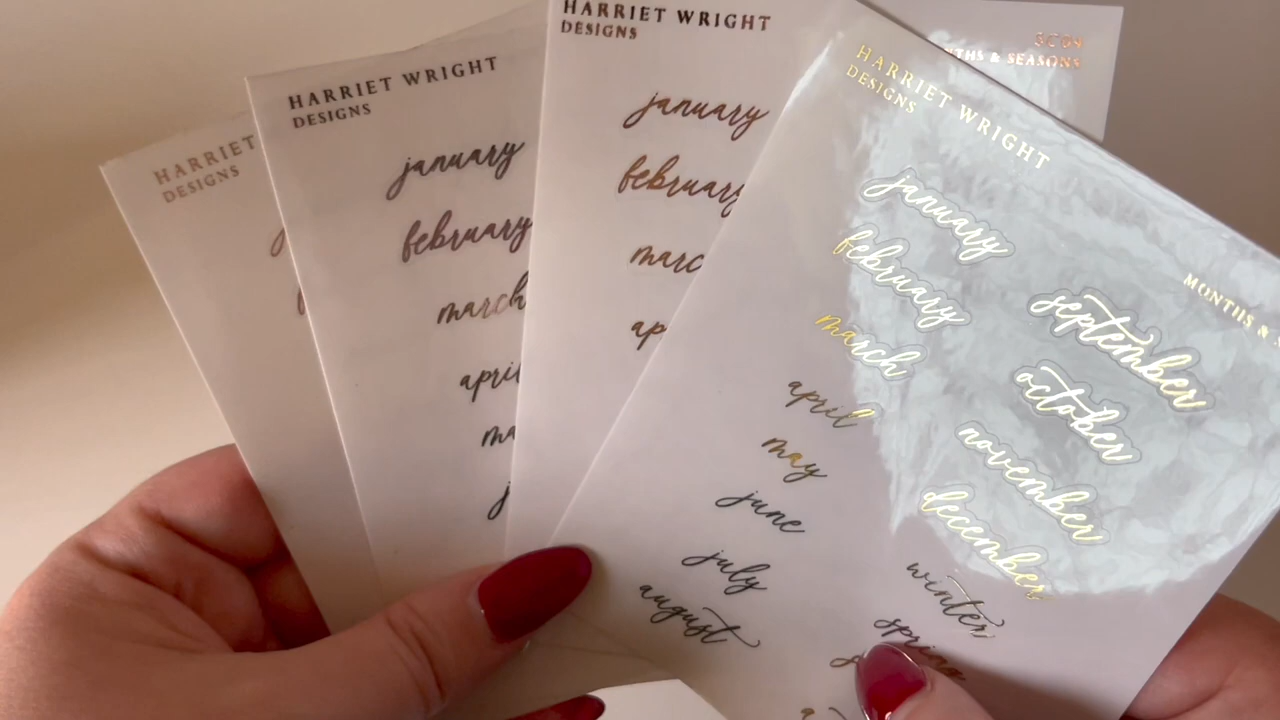 HARRIET
DESIGNS
HARRIET WRIGHT
DESIGNS
january
february
march
april
HARRIET WRIGHT
DESIGNS
january
february
HARRIET WRIGHT
DESIGNS
january
february
march
april
may
june
july
august
MONTHS &
september
october
november
december
winter
spring
& SEASONS